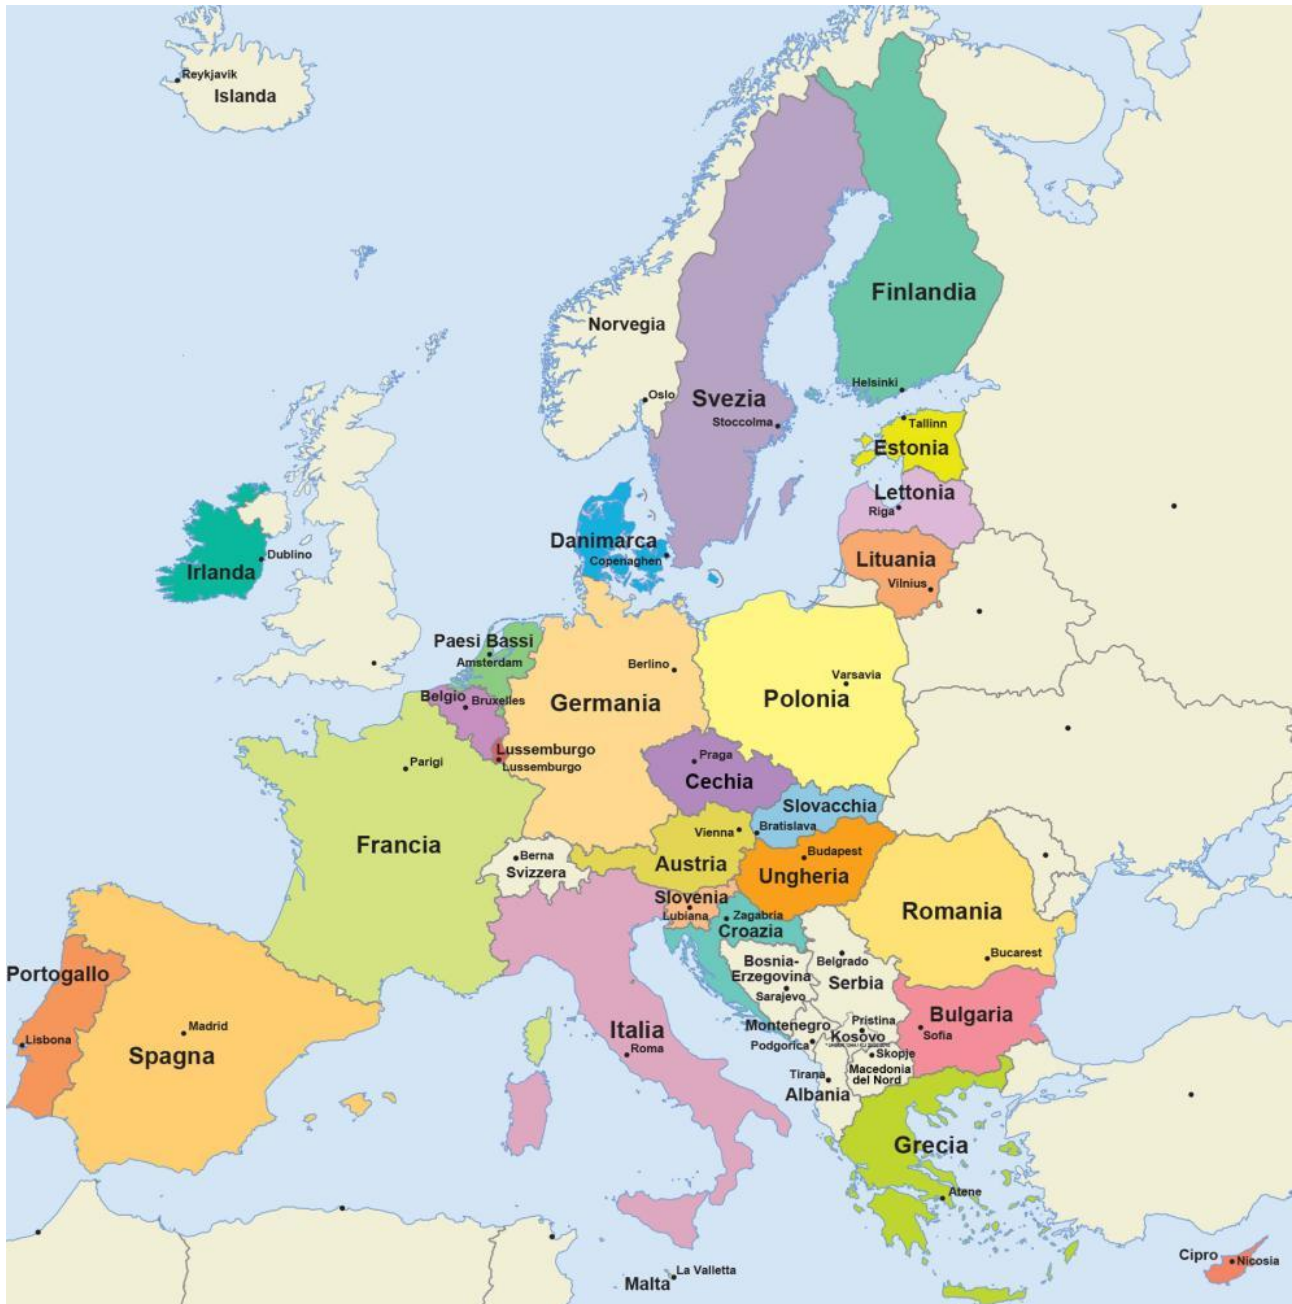 Reykjavik
Islanda
Finlandia
Norvegia
Helsinki
Oslo
Svezia
Stoccolma
Tallinn
Estonia
Lettonia
Riga
Danimarca
Copenaghen
Lituania
Vilnius
Dublino
Irlanda
Paesi Bassi
Amsterdam
Berlino
Varsavia
Belgio
Bruxelles
Germania
Polonia
Lussemburgo
Lussemburgo
Parigi
Praga
Cechia
Slovacchia
Bratislava
Vienna
Francia
Berna
Svizzera
Austria
Budapest
Ungheria
Slovenia
Lubiana
Zagabria
Croazia
Romania
Bucarest
Portogallo
Lisbona
Madrid
Spagna
Bosnia-
Erzegovina
Sarajevo
Belgrado
Serbia
Italia
Roma
Montenegro
Podgorica
Pristina
Kosovo
Bulgaria
Sofia
Skopje
Macedonia
del Nord
Tirana
Albania
Grecia
Atene
Cipro
Nicosia
La Valletta
Malta